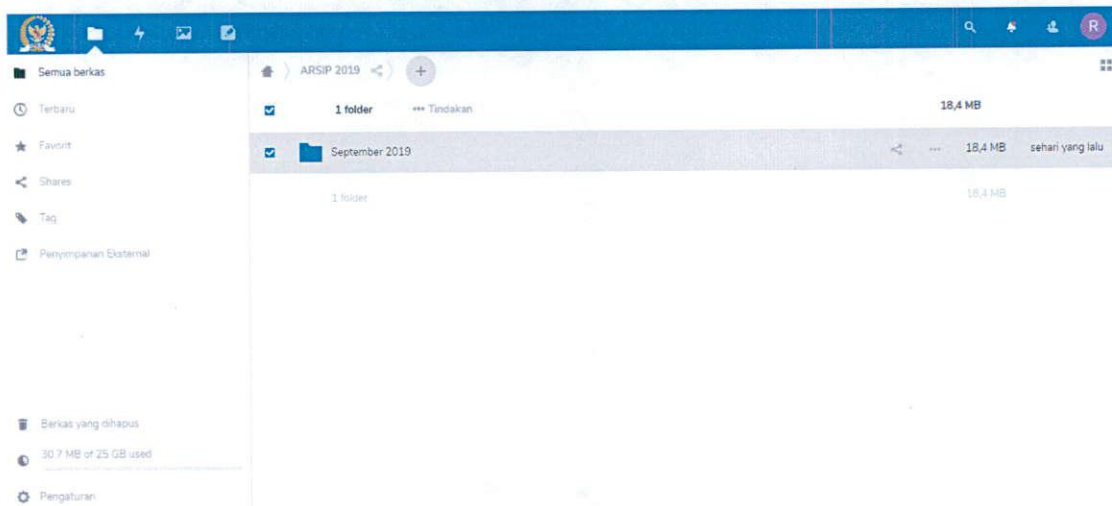 R
Semua berkas
ARSIP 2019
+
Terbaru
1 folder ••• Tindakan 18,4 MB
Favorit
September 2019 ••• 18,4 MB sehari yang lalu
Shares
1 folder 18,4 MB
Tag
Penyimpanan Eksternal
Berkas yang dihapus
30.7 MB of 25 GB used
Pengaturan